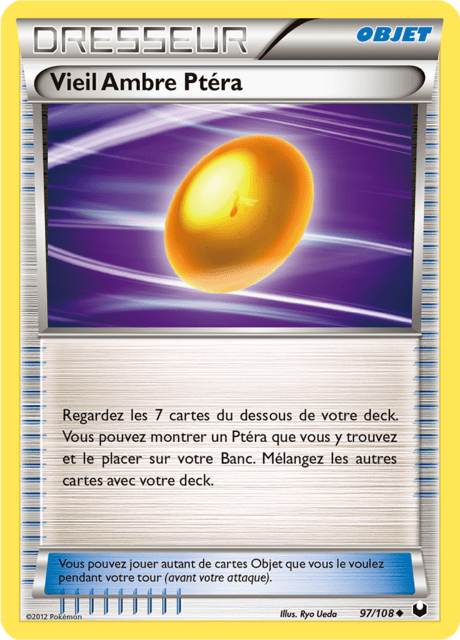 DRESSEUR
OBJET
Vieil Ambre Ptéra
Regardez les 7 cartes du dessous de votre deck.
Vous pouvez montrer un Ptéra que vous y trouvez
et le placer sur votre Banc. Mélangez les autres
cartes avec votre deck.
Vous pouvez jouer autant de cartes Objet que vous le voulez
pendant votre tour (avant votre attaque).
©2012 Pokémon
Illus. Ryo Ueda
97/108